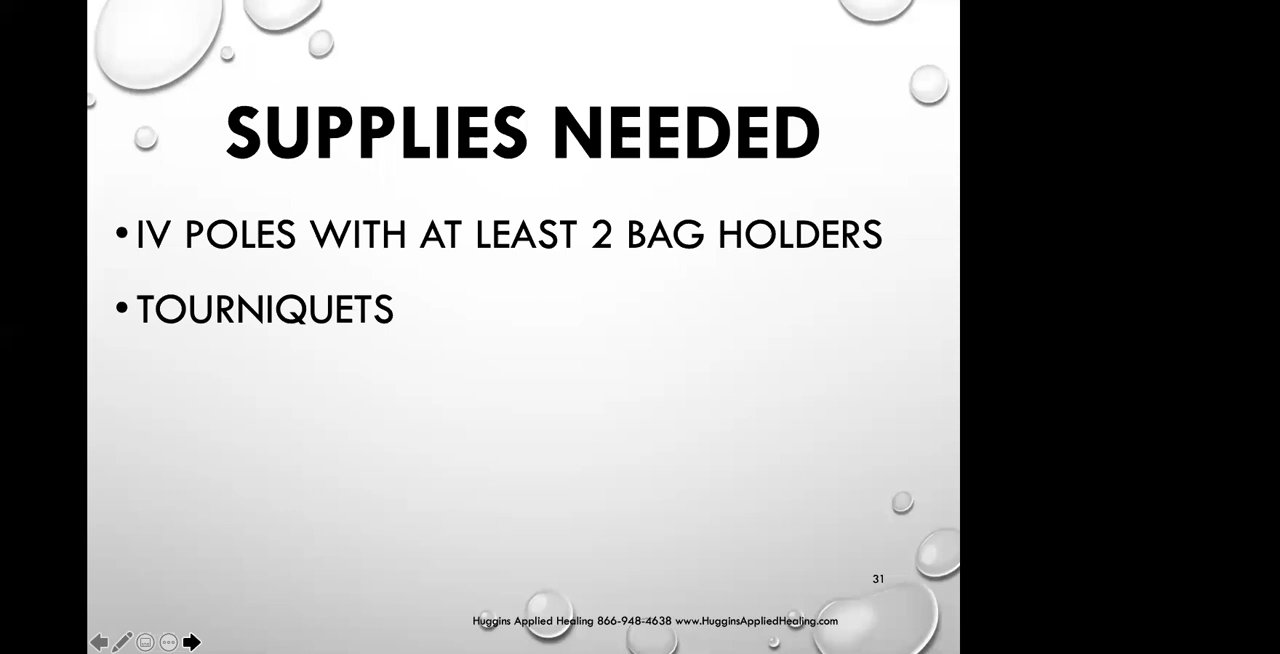 SUPPLIES NEEDED
• IV POLES WITH AT LEAST 2 BAG HOLDERS
• TOURNIQUETS
31
Huggins Applied Healing 866-948-4638 www.HugginsAppliedHealing.com